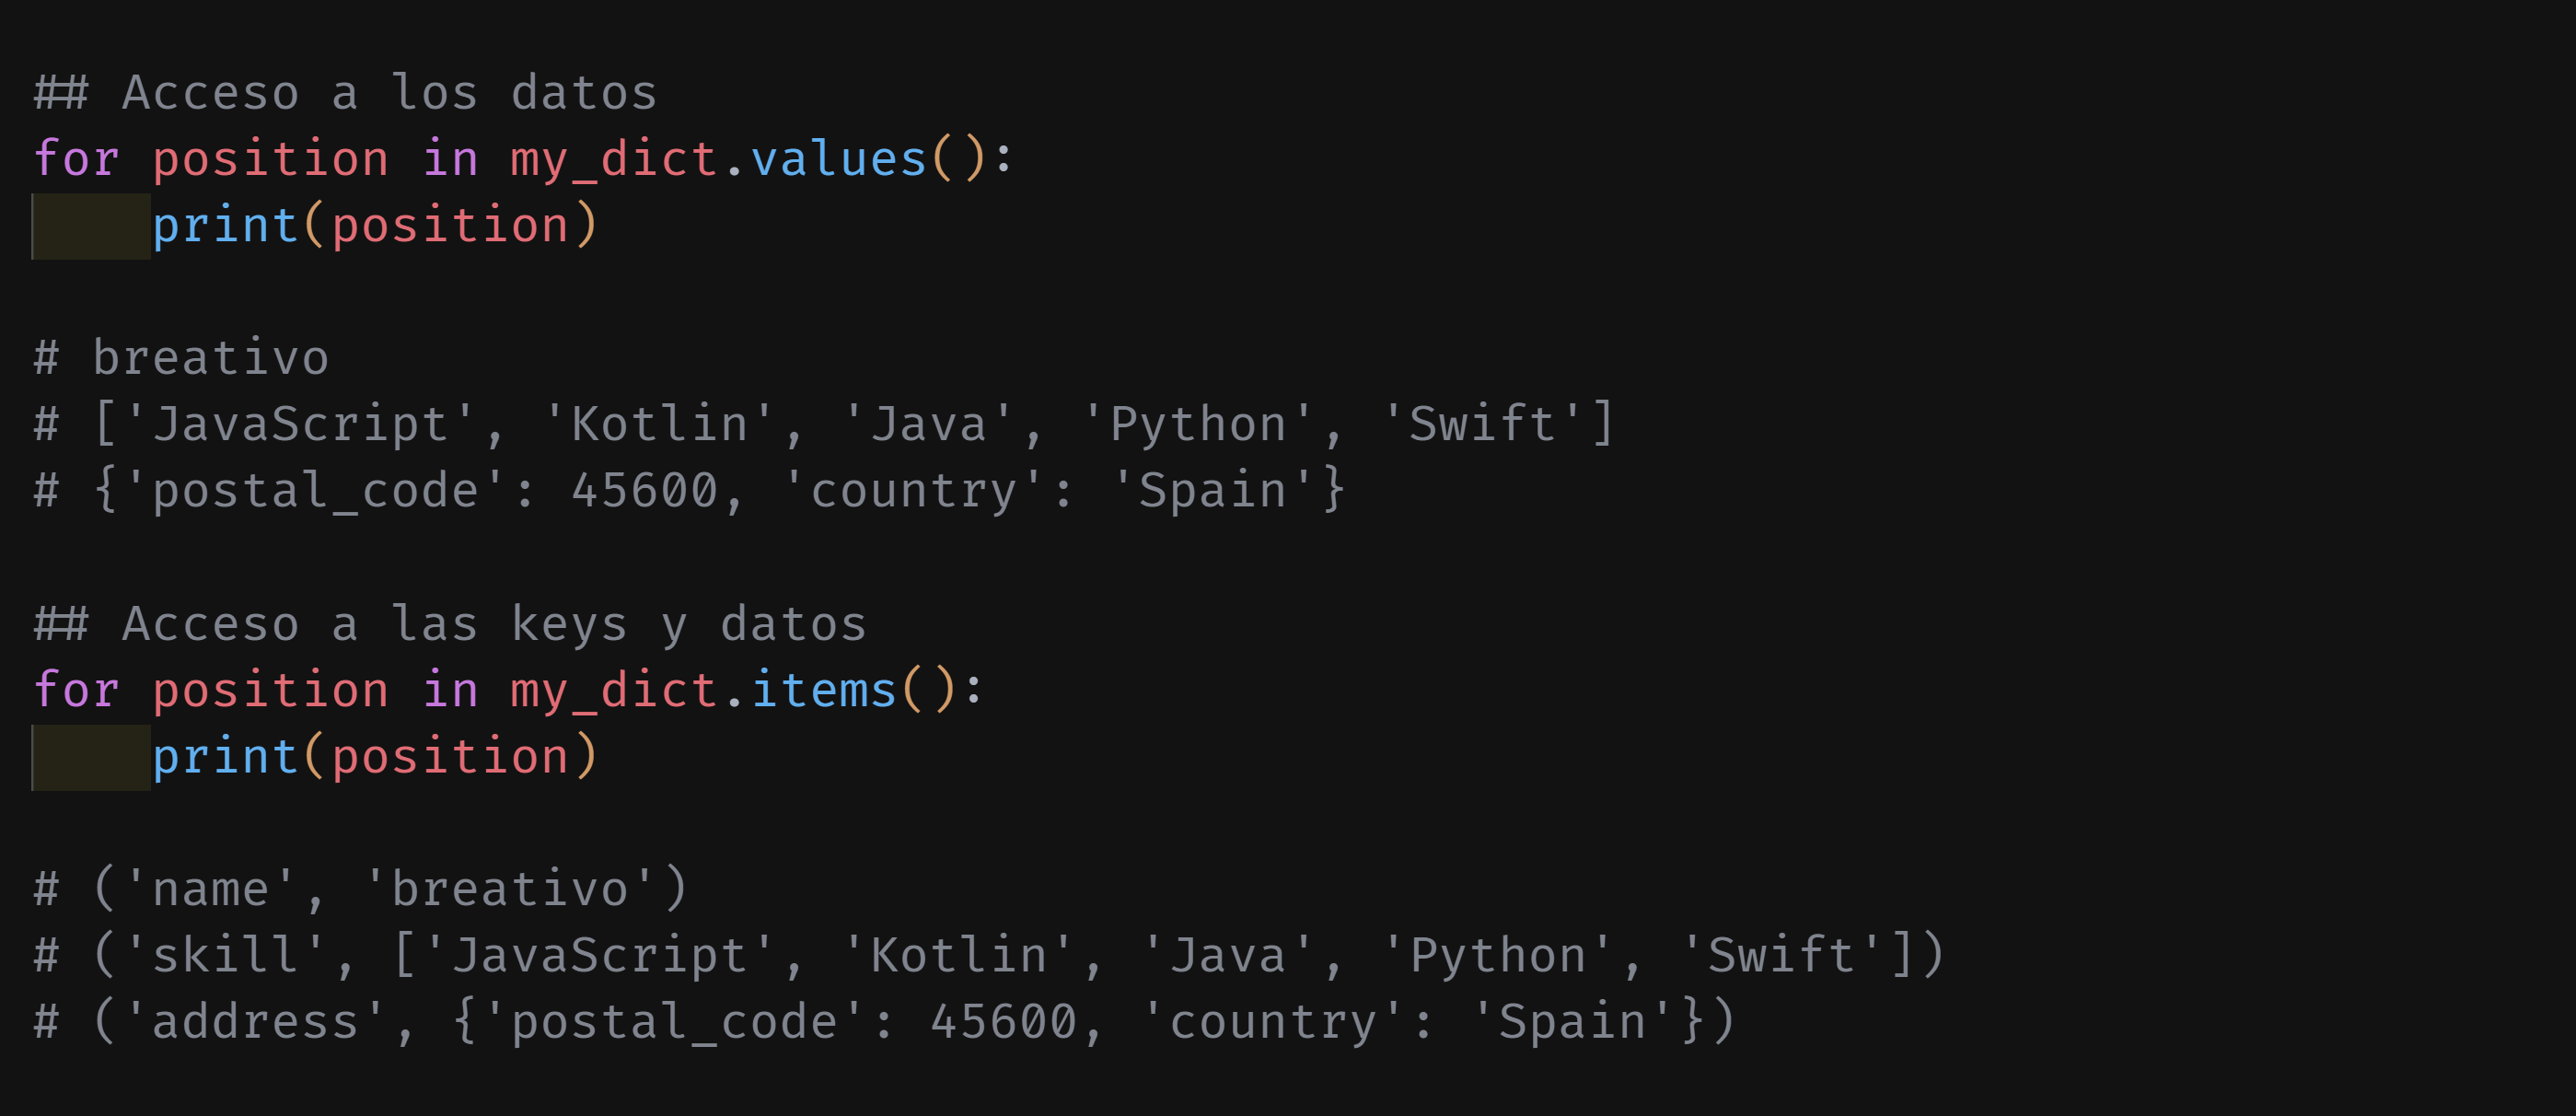 ## Acceso a los datos
for position in my_dict.values():
    print(position)
# breativo
# ['JavaScript', 'Kotlin', 'Java', 'Python', 'Swift']
# {'postal_code': 45600, 'country': 'Spain'}
## Acceso a las keys y datos
for position in my_dict.items():
    print(position)
# ('name', 'breativo')
# ('skill', ['JavaScript', 'Kotlin', 'Java', 'Python', 'Swift'])
# ('address', {'postal_code': 45600, 'country': 'Spain'})